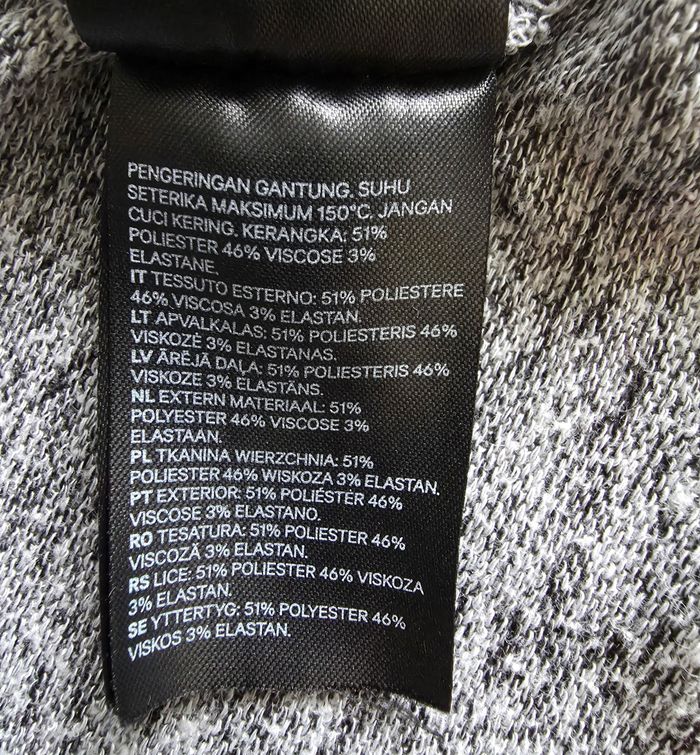 PENGERINGAN GANTUNG. SUHU
SETERIKA MAKSIMUM 150°C. JANGAN
CUCI KERING. KERANGKA: 51%
POLIESTER 46% VISCOSE 3%
ELASTANE.
IT TESSUTO ESTERNO: 51% POLIESTERE
46% VISCOSA 3% ELASTAN.
LT APVALKALAS: 51% POLIESTERIS 46%
VISKOZĖ 3% ELASTANAS.
LV ĀRĒJĀ DAĻA: 51% POLIESTERIS 46%
VISKOZE 3% ELASTĀNS.
NL EXTERN MATERIAAL: 51%
POLYESTER 46% VISCOSE 3%
ELASTAAN.
PL TKANINA WIERZCHNIA: 51%
POLIESTER 46% WISKOZA 3% ELASTAN.
PT EXTERIOR: 51% POLIÉSTER 46%
VISCOSE 3% ELASTANO.
RO TESATURA: 51% POLIESTER 46%
VISCOZĂ 3% ELASTAN.
RS LICE: 51% POLIESTER 46% VISKOZA
3% ELASTAN.
SE YTTERTYG: 51% POLYESTER 46%
VISKOS 3% ELASTAN.